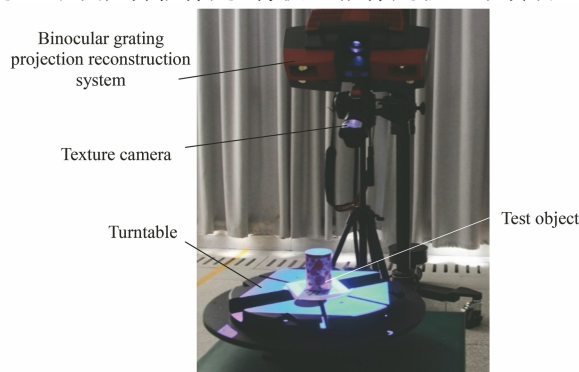 Binocular grating
projection reconstruction
system
Texture camera
Test object
Turntable